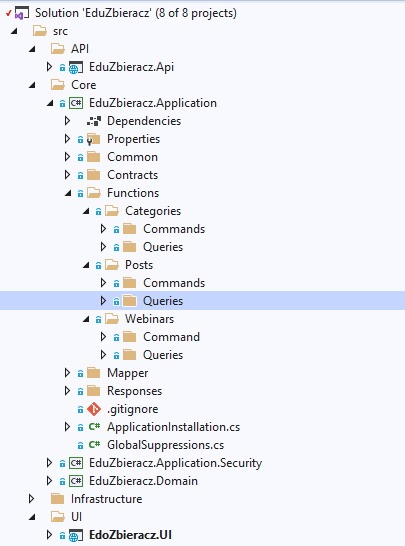 Solution 'EduZbieracz' (8 of 8 projects)
src
API
EduZbieracz.Api
Core
C# EduZbieracz.Application
Dependencies
Properties
Common
Contracts
Functions
Categories
Commands
Queries
Posts
Commands
Queries
Webinars
Command
Queries
Mapper
Responses
.gitignore
C# ApplicationInstallation.cs
C# GlobalSuppressions.cs
C# EduZbieracz.Application.Security
C# EduZbieracz.Domain
Infrastructure
UI
EdoZbieracz.UI